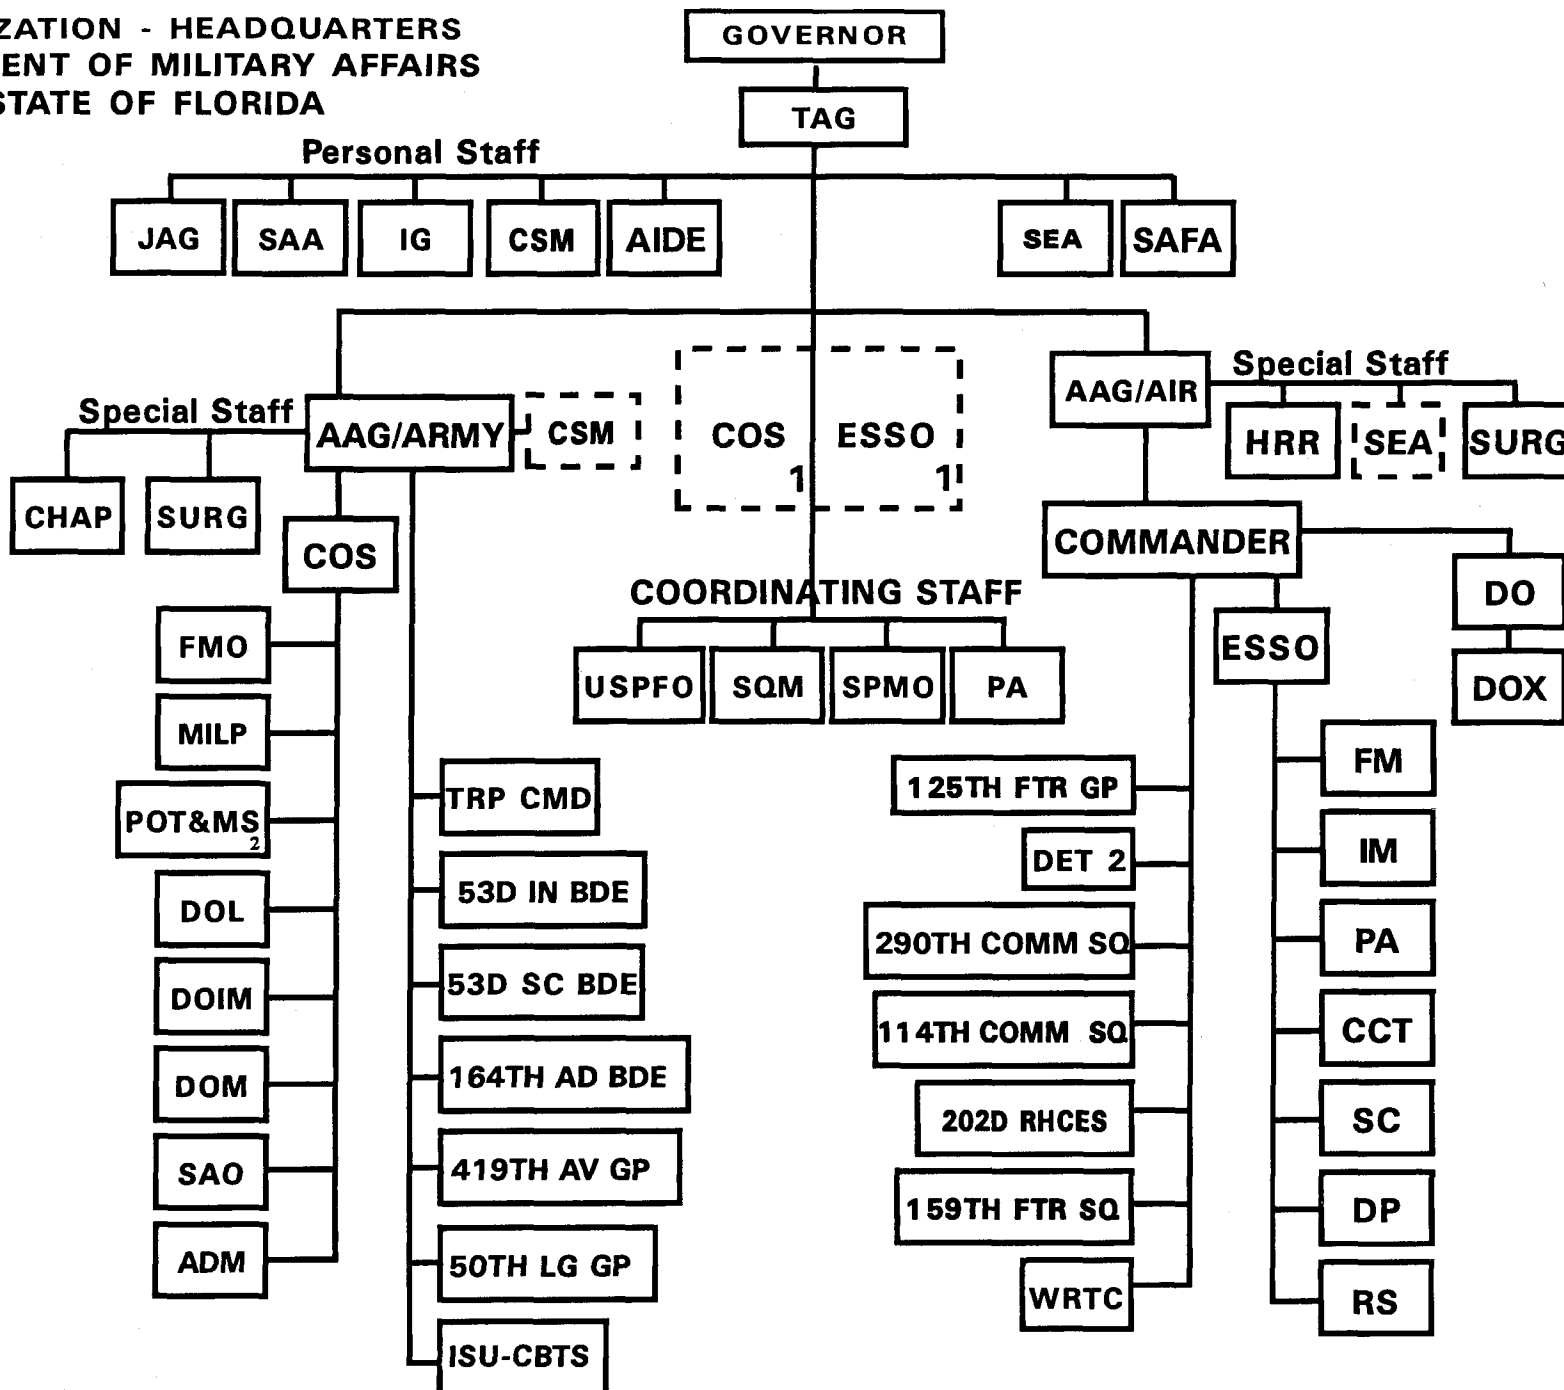 ZATION - HEADQUARTERS
ENT OF MILITARY AFFAIRS
STATE OF FLORIDA
GOVERNOR
TAG
Personal Staff
JAG SAA IG CSM AIDE SEA SAFA
AAG/AIR
Special Staff
HRR SEA SURG
Special Staff
AAG/ARMY
CSM
COS 1
ESSO 1
CHAP SURG
COS
COMMANDER
DO
DOX
ESSO
COORDINATING STAFF
USPFO SQM SPMO PA
FMO
MILP
POT&MS 2
DOL
DOIM
DOM
SAO
ADM
TRP CMD
53D IN BDE
53D SC BDE
164TH AD BDE
419TH AV GP
50TH LG GP
ISU-CBTS
125TH FTR GP
DET 2
290TH COMM SQ
114TH COMM SQ
202D RHCES
159TH FTR SQ
WRTC
FM
IM
PA
CCT
SC
DP
RS